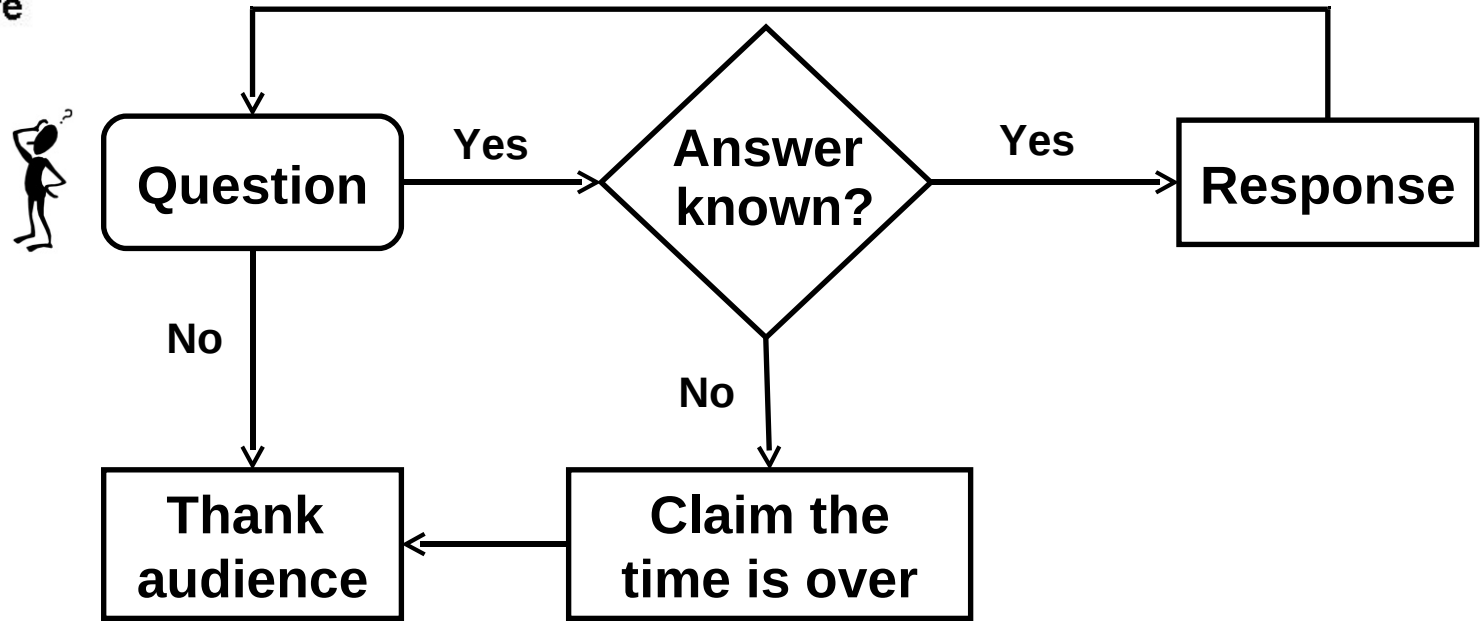 Question
Yes
Answer
known?
Yes
Response
No
No
Thank
audience
Claim the
time is over